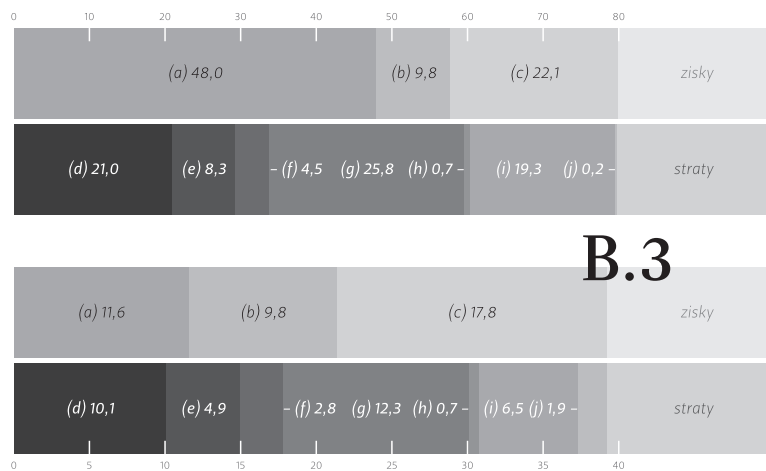 0 10 20 30 40 50 60 70 80
(a) 48,0 (b) 9,8 (c) 22,1 zisky
(d) 21,0 (e) 8,3 – (f) 4,5 (g) 25,8 (h) 0,7 – (i) 19,3 (j) 0,2 – straty
B.3
(a) 11,6 (b) 9,8 (c) 17,8 zisky
(d) 10,1 (e) 4,9 – (f) 2,8 (g) 12,3 (h) 0,7 – (i) 6,5 (j) 1,9 – straty
0 5 10 15 20 25 30 35 40